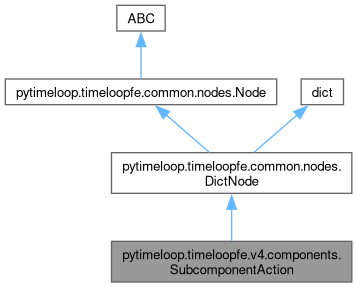 ABC
pytimeloop.timeloopfe.common.nodes.Node
dict
pytimeloop.timeloopfe.common.nodes.
DictNode
pytimeloop.timeloopfe.v4.components.
SubcomponentAction